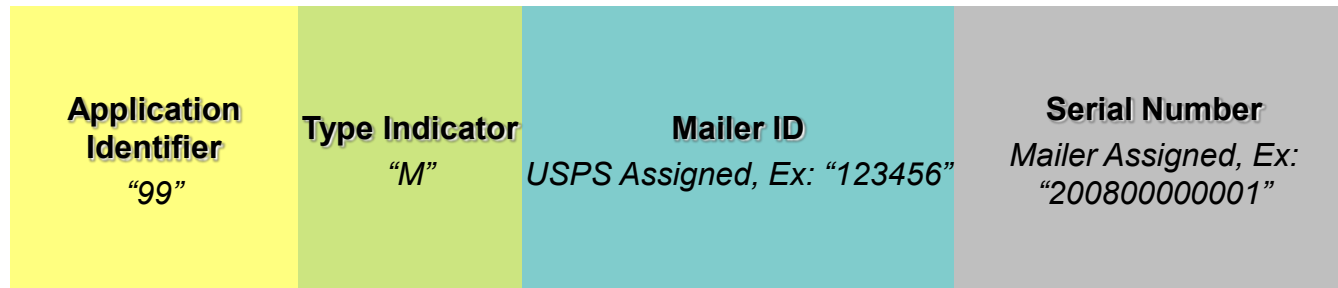 Application
Identifier
“99”
Type Indicator
“M”
Mailer ID
USPS Assigned, Ex: “123456”
Serial Number
Mailer Assigned, Ex:
“200800000001”